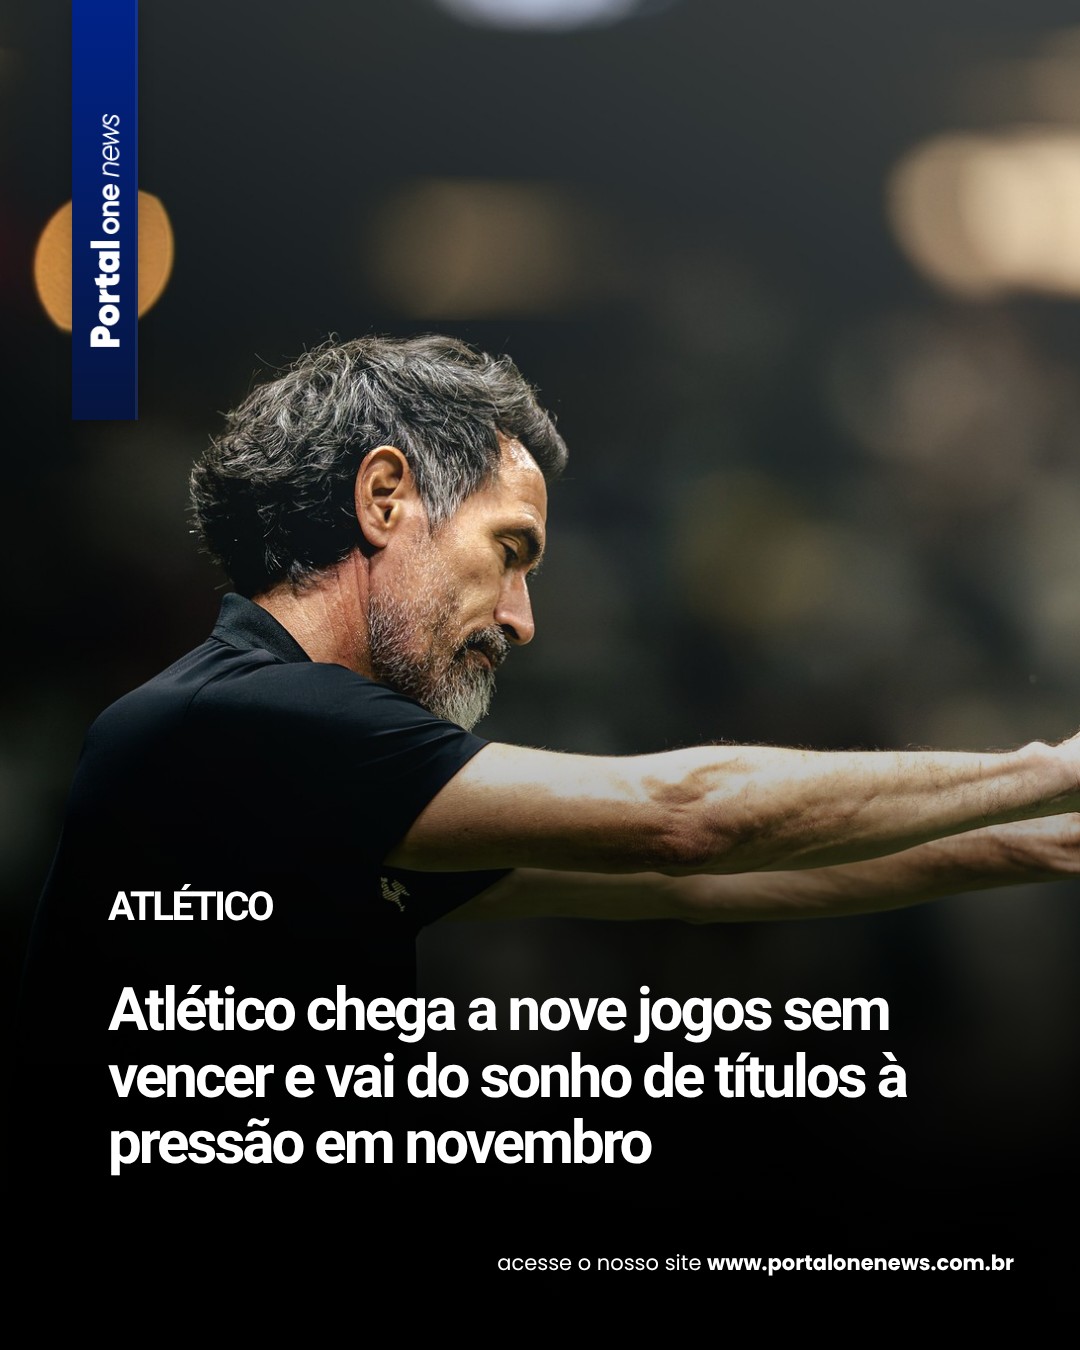 Portal one news
ATLÉTICO
Atlético chega a nove jogos sem
vencer e vai do sonho de títulos à
pressão em novembro
acesse o nosso site www.portalonenews.com.br